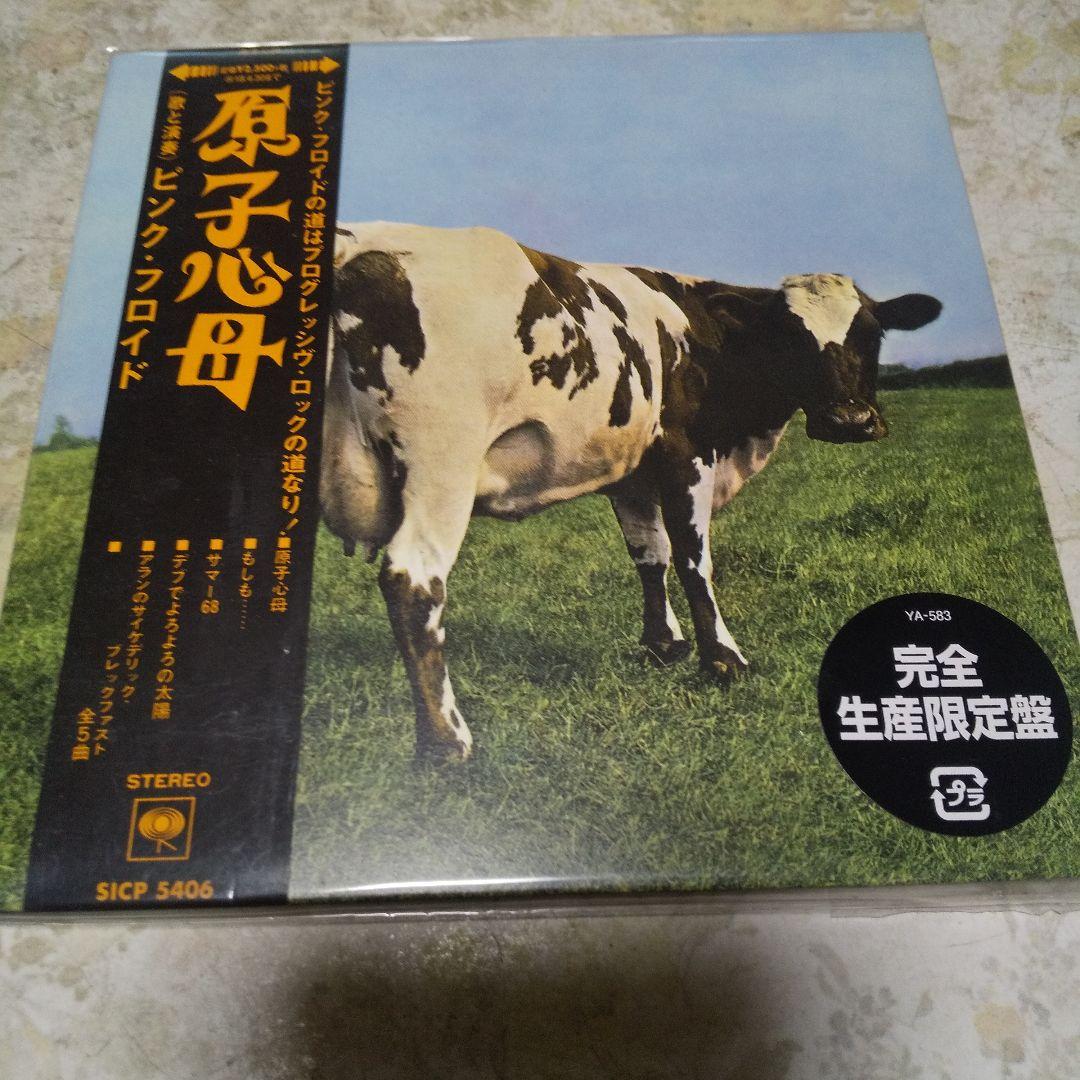 ピンク・フロイドの道はプログレッシヴ・ロックの道なり!
原子心母
(歌と演奏)ピンク・フロイド
■原子心母
■もしも……
■サマー68
■デブでよろよろの太陽
■アランのサイケデリック・
ブレックファスト
全5曲
STEREO
SICP 5406
YA-583
完全
生産限定盤
プラ